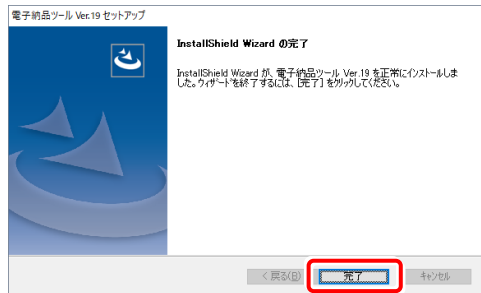 電子納品ツール Ver.19 セットアップ
InstallShield Wizard の完了
InstallShield Wizard が、電子納品ツール Ver.19 を正常にインストールしま
した。ウィザードを終了するには、[完了] をクリックしてください。
< 戻る(B)
完了
キャンセル